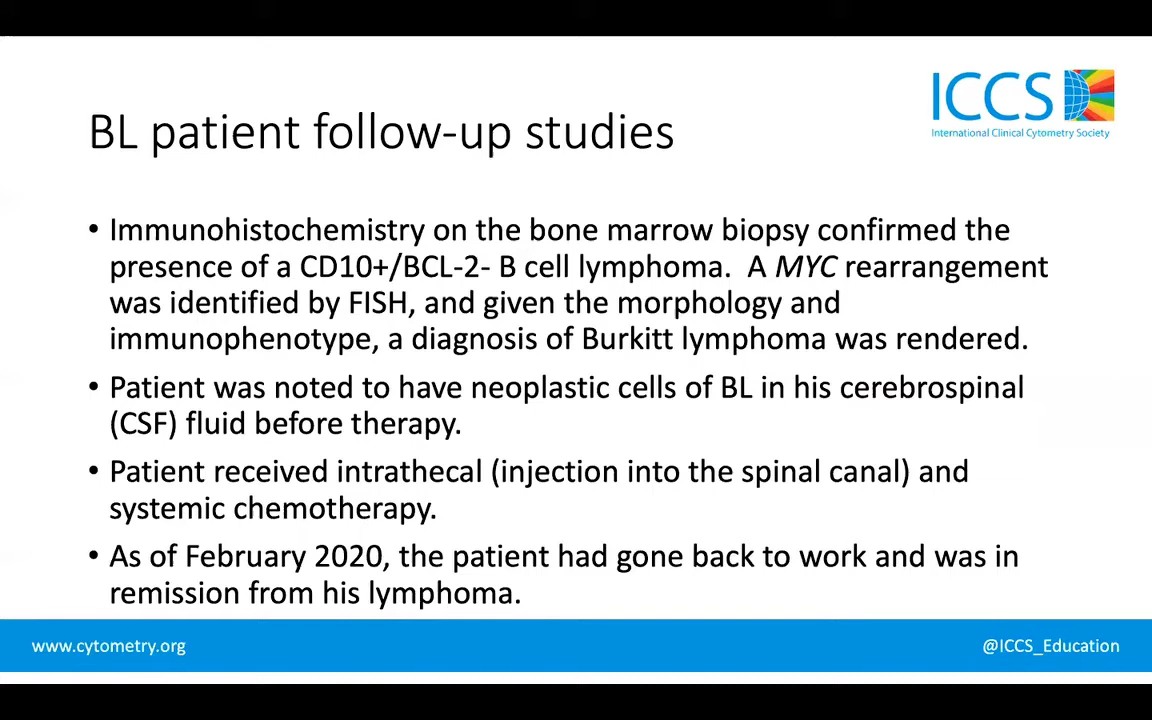 ICCS
International Clinical Cytometry Society
BL patient follow-up studies
• Immunohistochemistry on the bone marrow biopsy confirmed the
presence of a CD10+/BCL-2- B cell lymphoma.  A MYC rearrangement
was identified by FISH, and given the morphology and
immunophenotype, a diagnosis of Burkitt lymphoma was rendered.
• Patient was noted to have neoplastic cells of BL in his cerebrospinal
(CSF) fluid before therapy.
• Patient received intrathecal (injection into the spinal canal) and
systemic chemotherapy.
• As of February 2020, the patient had gone back to work and was in
remission from his lymphoma.
www.cytometry.org
@ICCS_Education